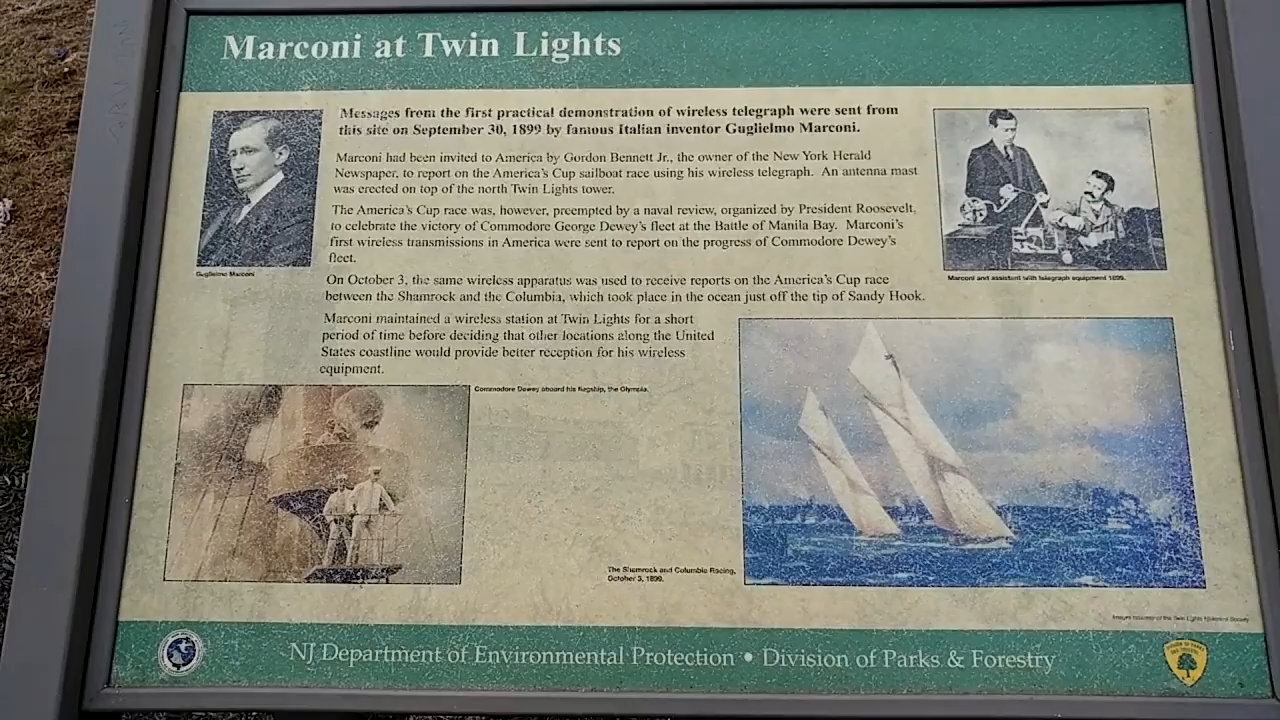 Marconi at Twin Lights
Messages from the first practical demonstration of wireless telegraph were sent from
this site on September 30, 1899 by famous Italian inventor Guglielmo Marconi.
Marconi had been invited to America by Gordon Bennett Jr., the owner of the New York Herald
Newspaper, to report on the America's Cup sailboat race using his wireless telegraph. An antenna mast
was erected on top of the north Twin Lights tower.
The America's Cup race was, however, preempted by a naval review, organized by President Roosevelt,
to celebrate the victory of Commodore George Dewey's fleet at the Battle of Manila Bay. Marconi's
first wireless transmissions in America were sent to report on the progress of Commodore Dewey's
fleet.
On October 3, the same wireless apparatus was used to receive reports on the America's Cup race
between the Shamrock and the Columbia, which took place in the ocean just off the tip of Sandy Hook.
Marconi maintained a wireless station at Twin Lights for a short
period of time before deciding that other locations along the United
States coastline would provide better reception for his wireless
equipment.
Guglielmo Marconi
Marconi and assistant with telegraph equipment 1899.
Commodore Dewey aboard his flagship, the Olympia.
The Shamrock and Columbia Racing,
October 3, 1899.
Images courtesy of the Twin Lights Historical Society
NJ Department of Environmental Protection • Division of Parks & Forestry